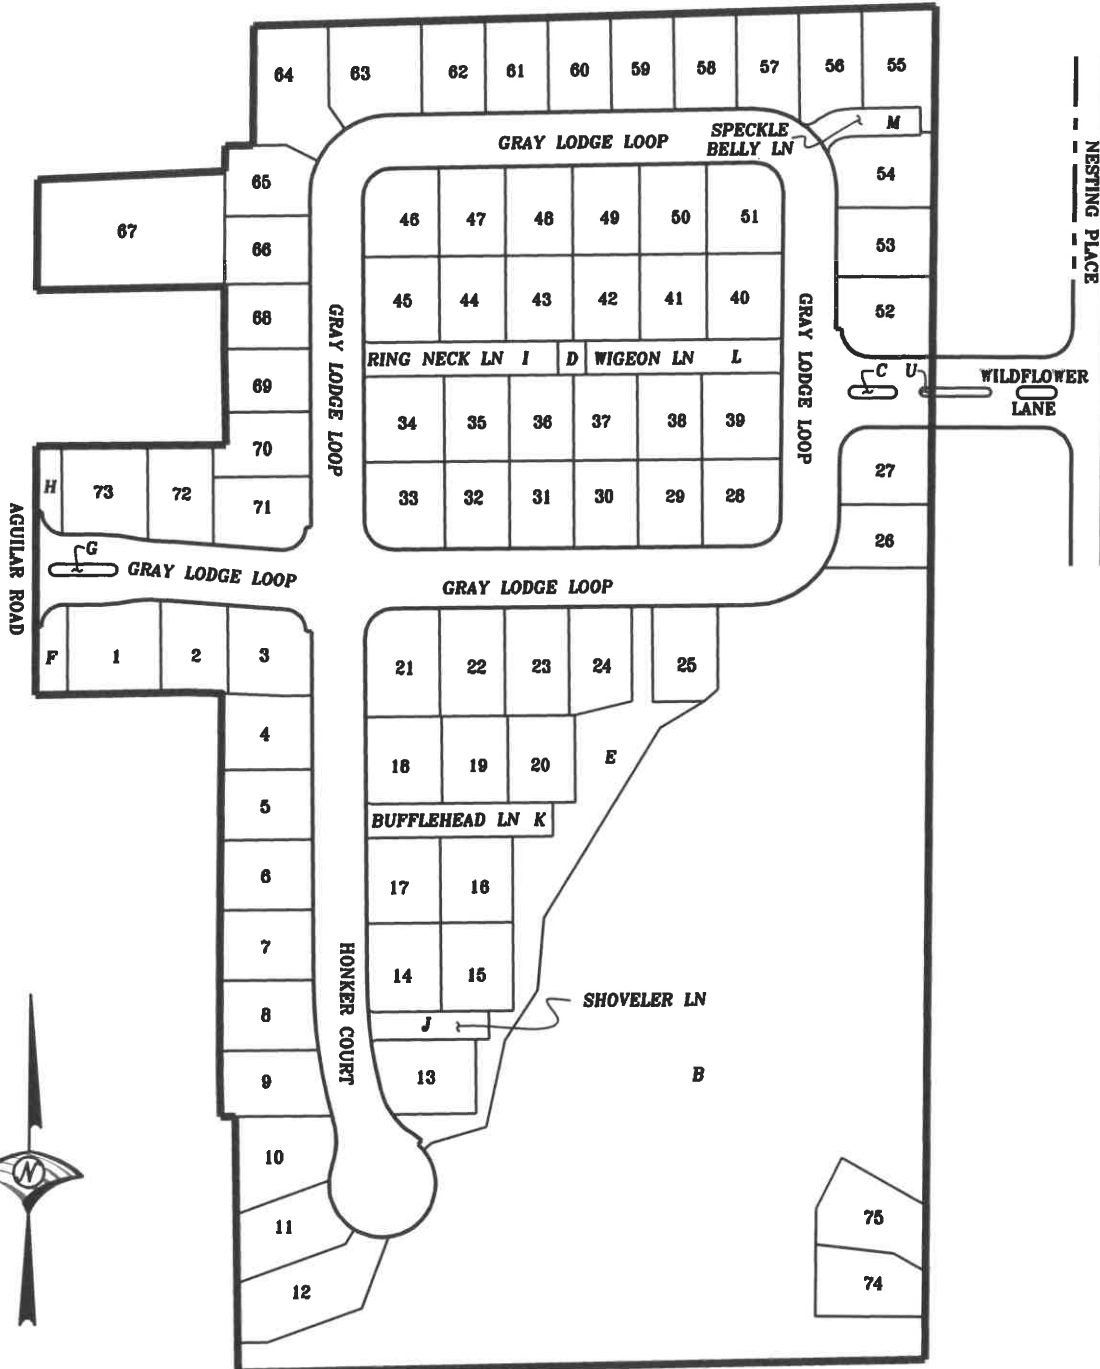 64 63 62 61 60 59 58 57 56 55
SPECKLE
BELLY LN
M
GRAY LODGE LOOP
NESTING PLACE
65
54
67
46 47 48 49 50 51
66
53
68
45 44 43 42 41 40
52
GRAY LODGE LOOP
GRAY LODGE LOOP
RING NECK LN I D WIGEON LN L
C U
WILDFLOWER
LANE
69
34 35 36 37 38 39
70
27
H 73 72 71
33 32 31 30 29 28
26
AGUILAR ROAD
G
GRAY LODGE LOOP
GRAY LODGE LOOP
F 1 2 3
21 22 23 24 25
4
18 19 20
E
5
BUFFLEHEAD LN K
6
17 16
7
HONKER COURT
14 15
SHOVELER LN
8
J
9
13
B
10
N
11
75
12
74